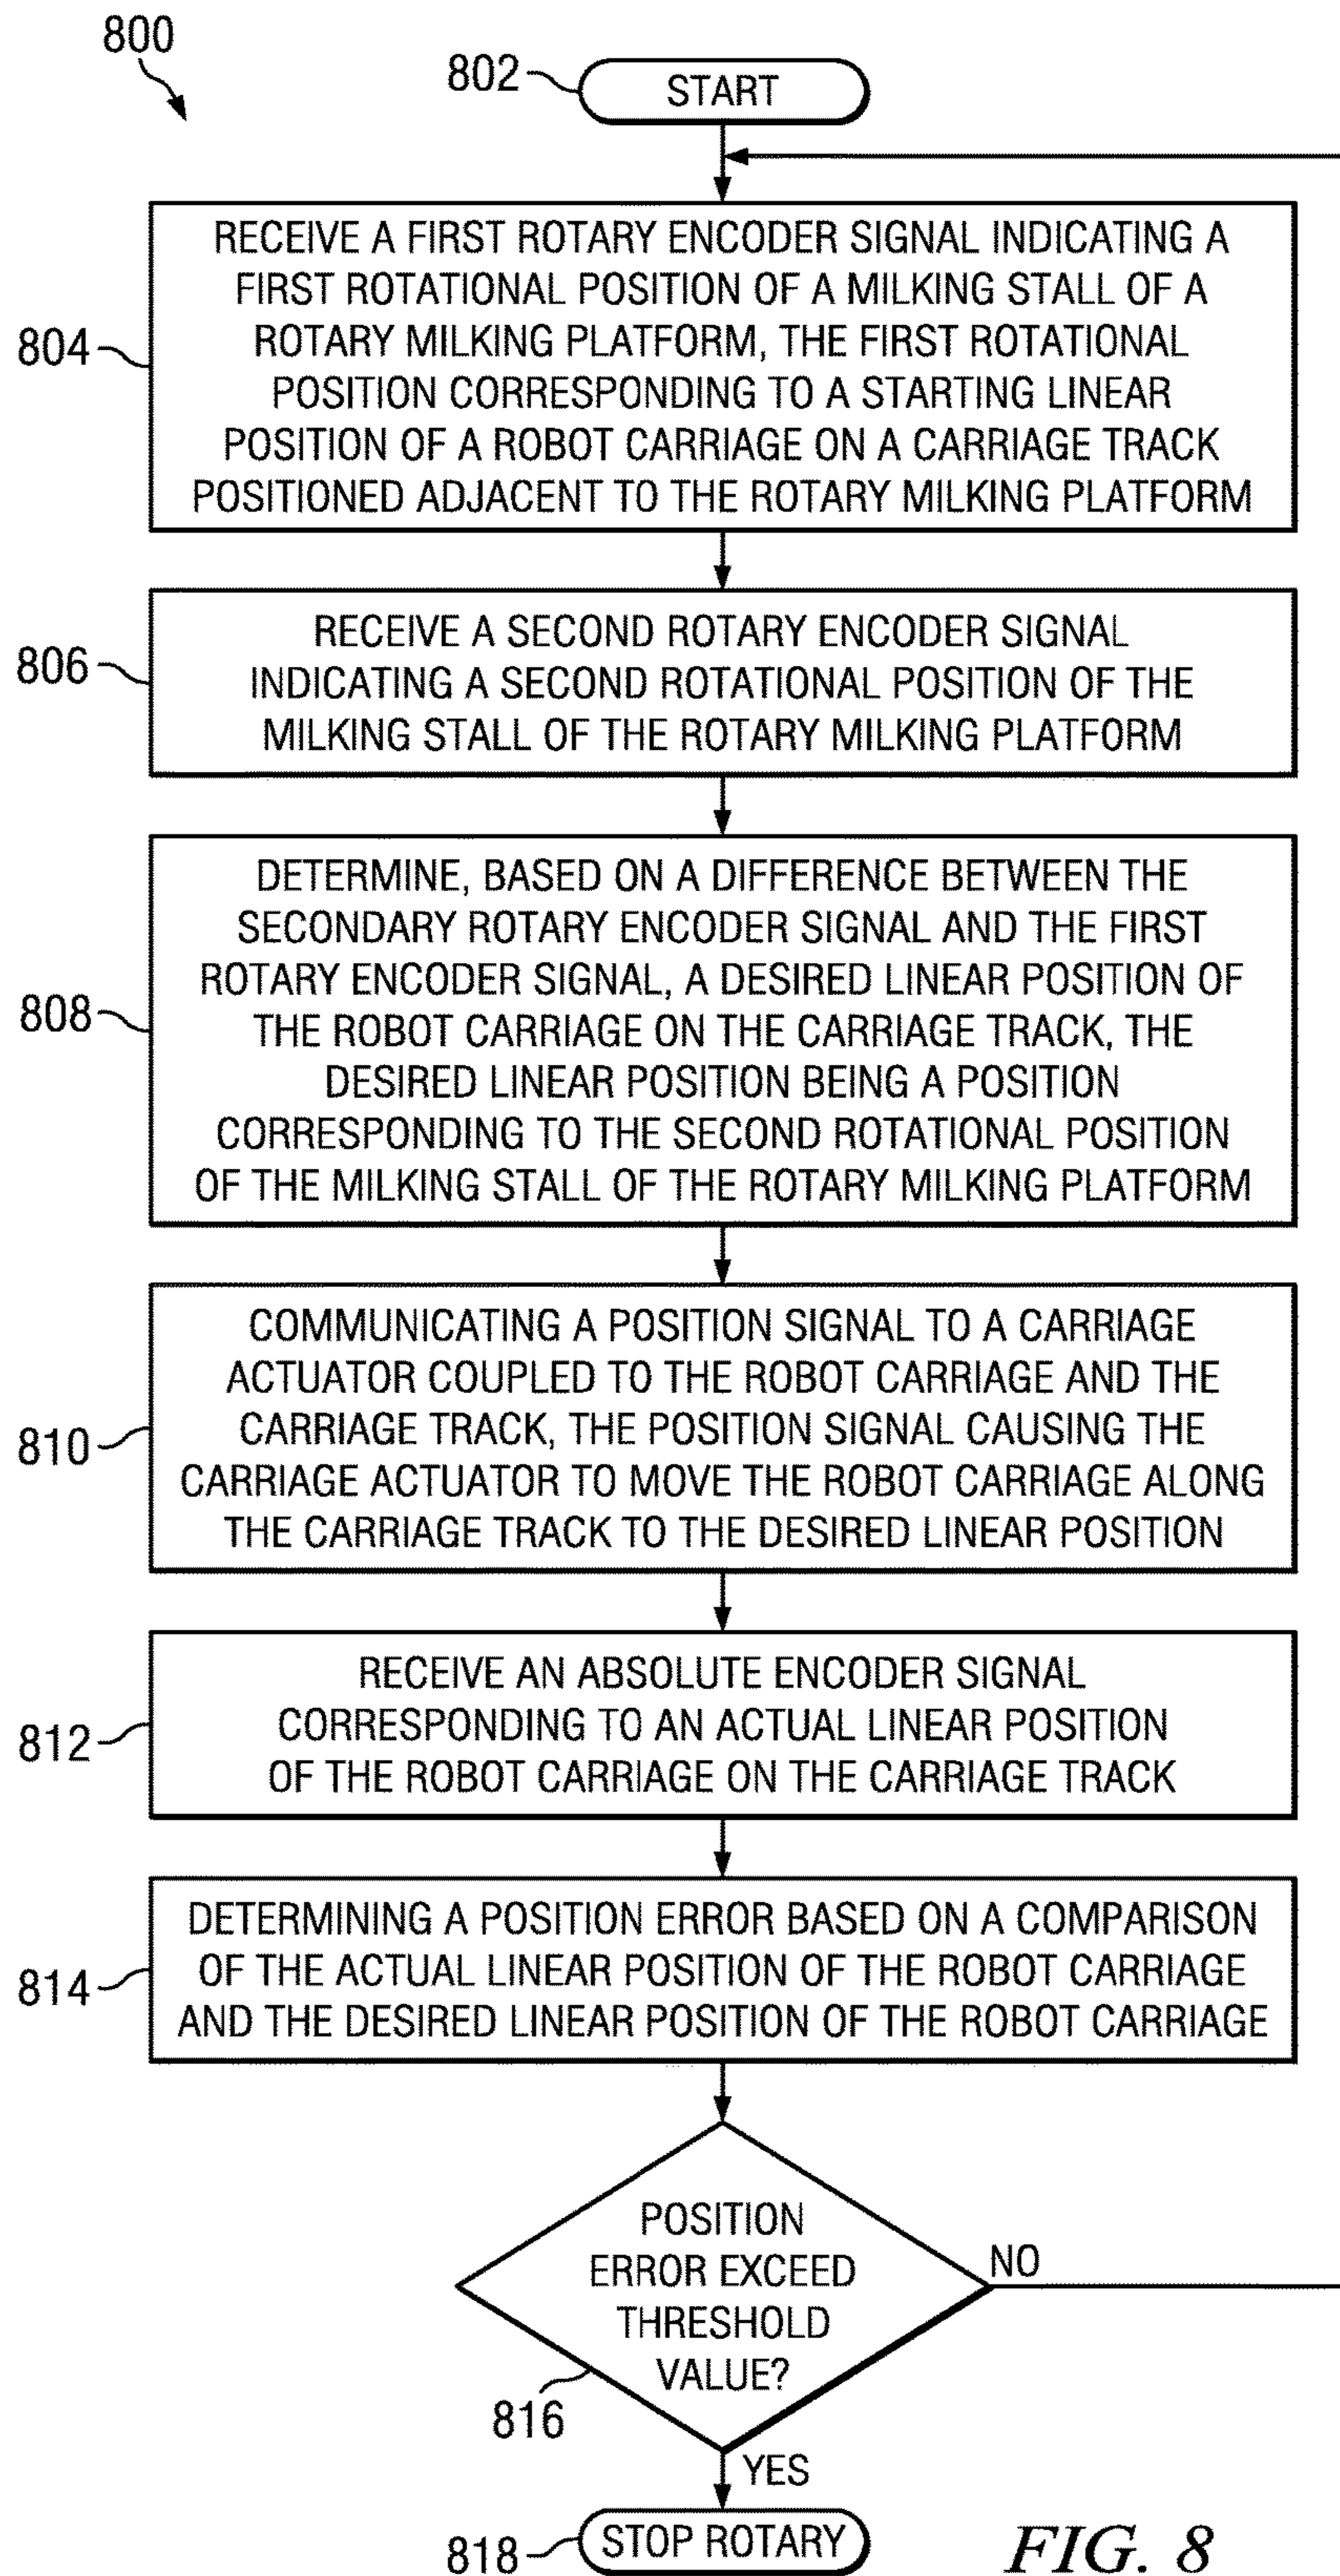 800
802
START
804
RECEIVE A FIRST ROTARY ENCODER SIGNAL INDICATING A
FIRST ROTATIONAL POSITION OF A MILKING STALL OF A
ROTARY MILKING PLATFORM, THE FIRST ROTATIONAL
POSITION CORRESPONDING TO A STARTING LINEAR
POSITION OF A ROBOT CARRIAGE ON A CARRIAGE TRACK
POSITIONED ADJACENT TO THE ROTARY MILKING PLATFORM
806
RECEIVE A SECOND ROTARY ENCODER SIGNAL
INDICATING A SECOND ROTATIONAL POSITION OF THE
MILKING STALL OF THE ROTARY MILKING PLATFORM
808
DETERMINE, BASED ON A DIFFERENCE BETWEEN THE
SECONDARY ROTARY ENCODER SIGNAL AND THE FIRST
ROTARY ENCODER SIGNAL, A DESIRED LINEAR POSITION OF
THE ROBOT CARRIAGE ON THE CARRIAGE TRACK, THE
DESIRED LINEAR POSITION BEING A POSITION
CORRESPONDING TO THE SECOND ROTATIONAL POSITION
OF THE MILKING STALL OF THE ROTARY MILKING PLATFORM
810
COMMUNICATING A POSITION SIGNAL TO A CARRIAGE
ACTUATOR COUPLED TO THE ROBOT CARRIAGE AND THE
CARRIAGE TRACK, THE POSITION SIGNAL CAUSING THE
CARRIAGE ACTUATOR TO MOVE THE ROBOT CARRIAGE ALONG
THE CARRIAGE TRACK TO THE DESIRED LINEAR POSITION
812
RECEIVE AN ABSOLUTE ENCODER SIGNAL
CORRESPONDING TO AN ACTUAL LINEAR POSITION
OF THE ROBOT CARRIAGE ON THE CARRIAGE TRACK
814
DETERMINING A POSITION ERROR BASED ON A COMPARISON
OF THE ACTUAL LINEAR POSITION OF THE ROBOT CARRIAGE
AND THE DESIRED LINEAR POSITION OF THE ROBOT CARRIAGE
POSITION
ERROR EXCEED
THRESHOLD
VALUE?
NO
816
YES
818
STOP ROTARY
FIG. 8